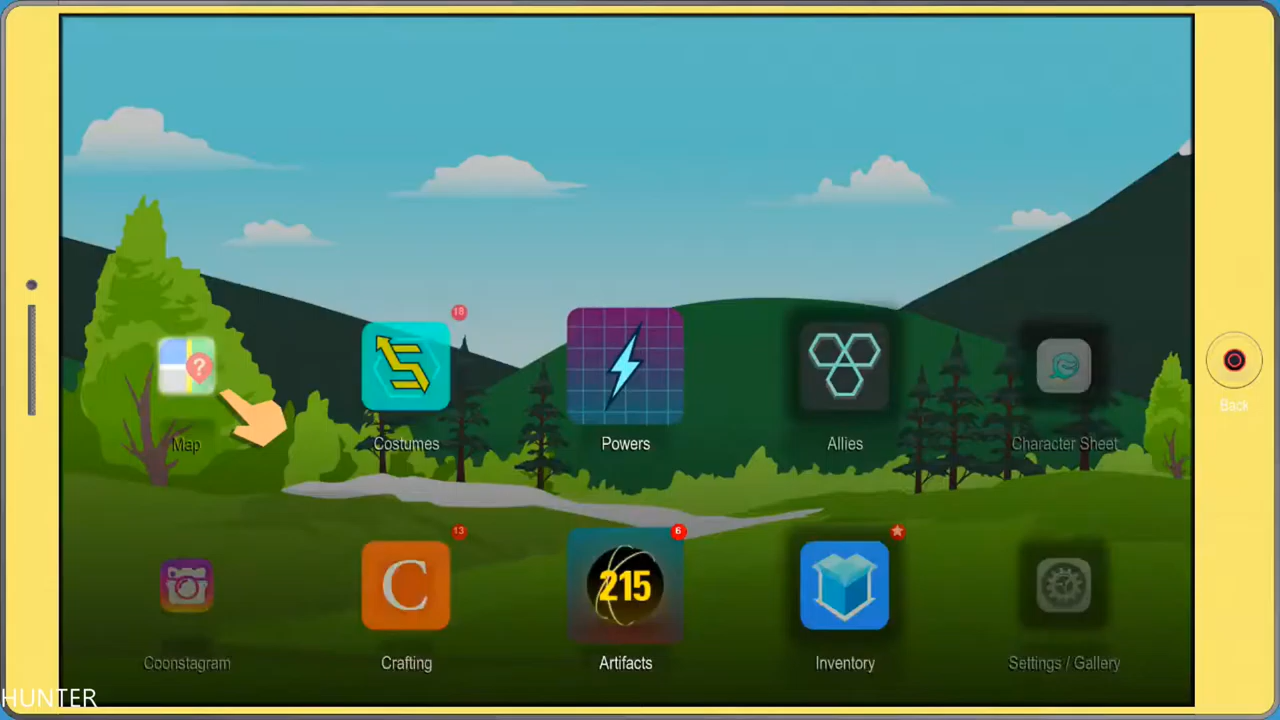 18
?
Map
Costumes
Powers
Allies
Character Sheet
Back
13
6
C
215
Coonstagram
Crafting
Artifacts
Inventory
Settings / Gallery
HUNTER